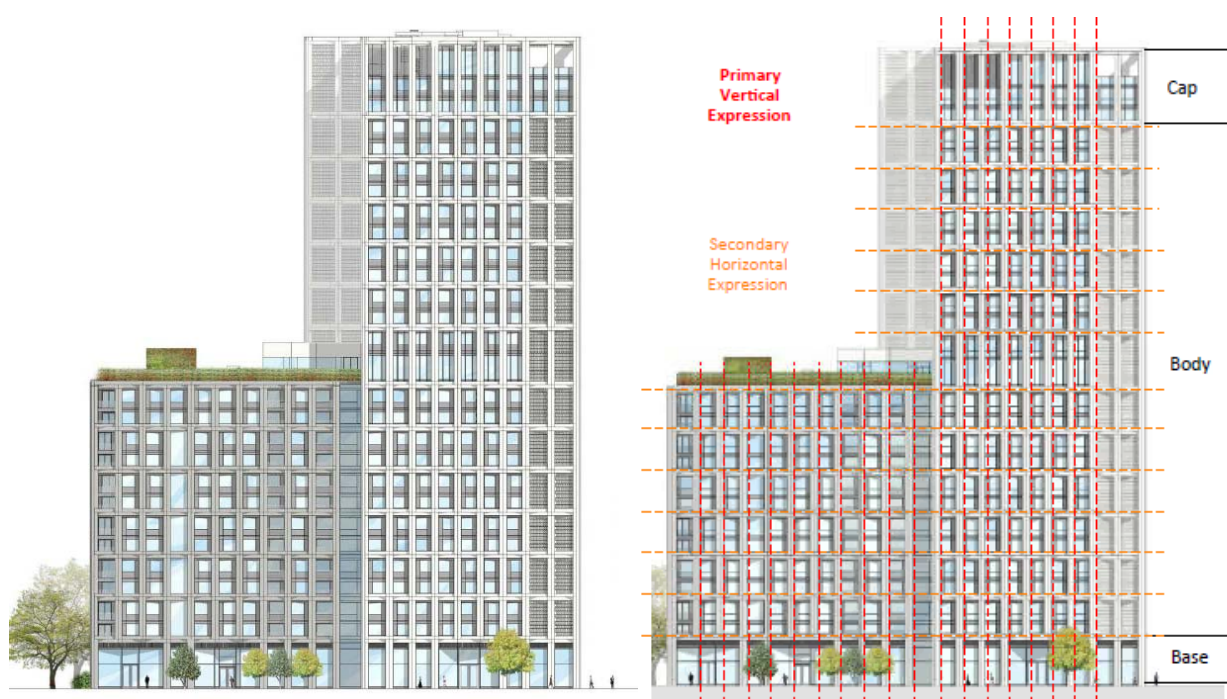 Primary
Vertical
Expression
Cap
Secondary
Horizontal
Expression
Body
Base